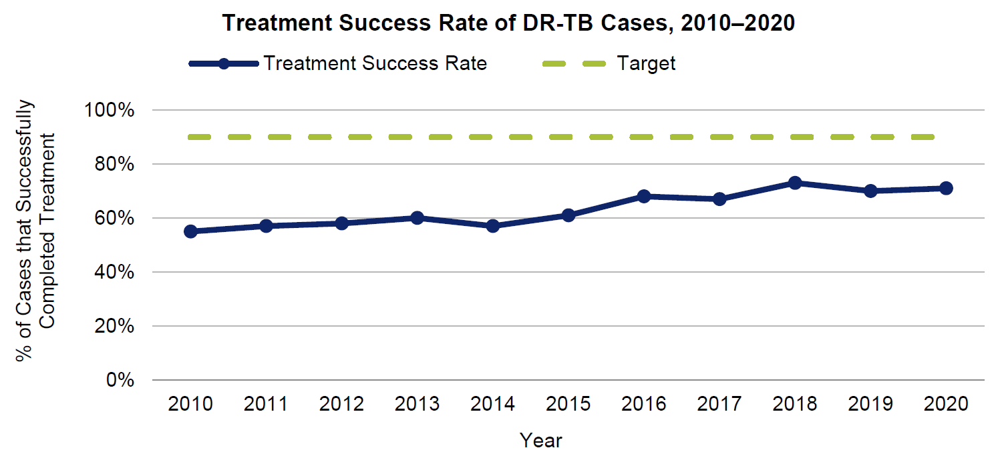 Treatment Success Rate of DR-TB Cases, 2010–2020
Treatment Success Rate
Target
% of Cases that Successfully
Completed Treatment
100%
80%
60%
40%
20%
0%
2010 2011 2012 2013 2014 2015 2016 2017 2018 2019 2020
Year